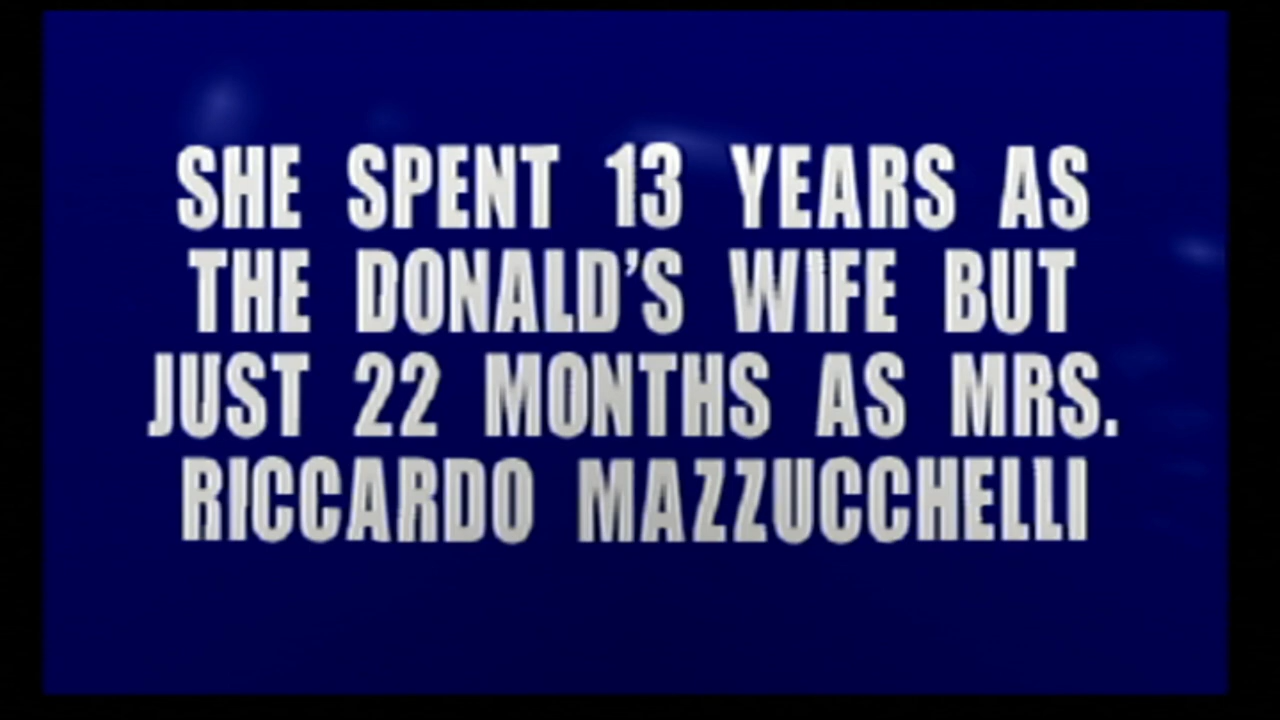 SHE SPENT 13 YEARS AS
THE DONALD'S WIFE BUT
JUST 22 MONTHS AS MRS.
RICCARDO MAZZUCCHELLI